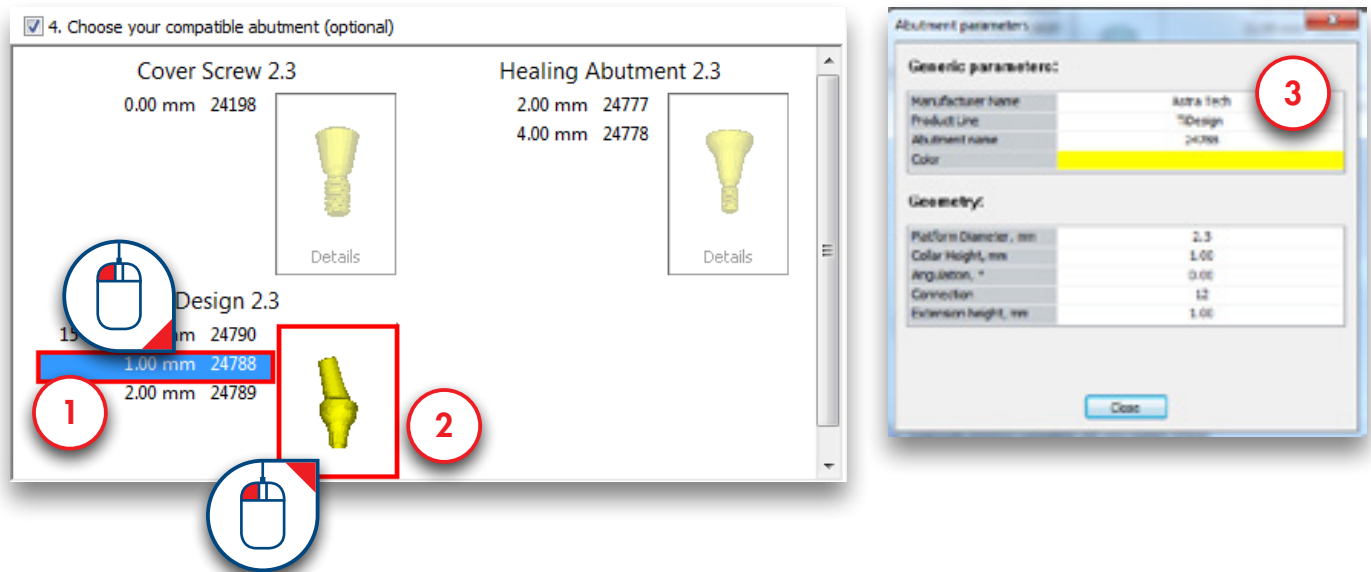 4. Choose your compatible abutment (optional)
Cover Screw 2.3
0.00 mm 24198
Details
Healing Abutment 2.3
2.00 mm 24777
4.00 mm 24778
Details
Design 2.3
15 mm 24790
1.00 mm 24788
2.00 mm 24789
1
2
Abutment parameters
Generic parameters:
3
Manufacturer Name Astra Tech
Product Line TiDesign
Abutment name 24788
Color
Geometry:
Platform Diameter, mm 2.3
Collar Height, mm 1.00
Angulation, ° 0.00
Connection 12
Extension height, mm 1.00
Close